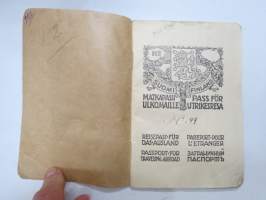 SUOMI FINLAND
MATKAPASSI PASS FÖR
ULKOMAILLE UTRIKESRESA
REISEPASS FÜR PASSEPORT POUR
DAS AUSLAND L'ETRANGER
PASSPORT FOR ЗАГРАНИЧНЫЙ
TRAVELING ABROAD ПАСПОРТЪ